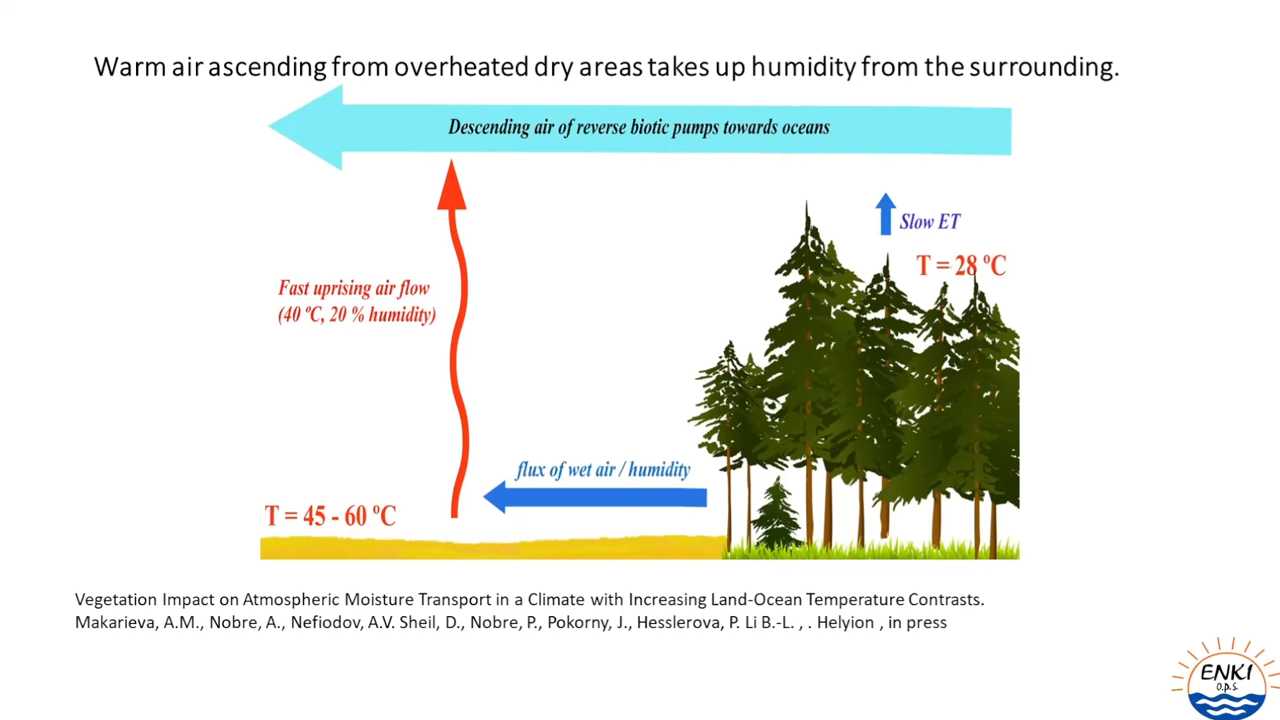 Warm air ascending from overheated dry areas takes up humidity from the surrounding.
Descending air of reverse biotic pumps towards oceans
Slow ET
T = 28 ºC
Fast uprising air flow
(40 ºC, 20 % humidity)
flux of wet air / humidity
T = 45 - 60 ºC
Vegetation Impact on Atmospheric Moisture Transport in a Climate with Increasing Land-Ocean Temperature Contrasts.
Makarieva, A.M., Nobre, A., Nefiodov, A.V. Sheil, D., Nobre, P., Pokorny, J., Hesslerova, P. Li B.-L. , . Helyion , in press
ENKI
o.p.s.